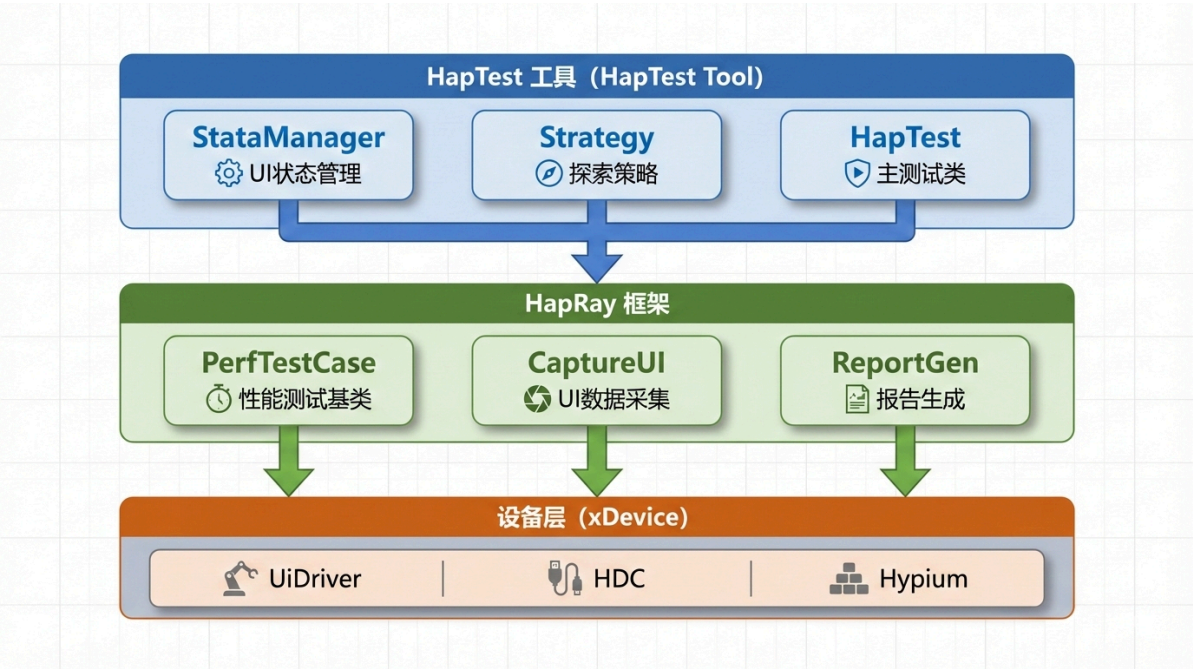 HapTest 工具（HapTest Tool）
StataManager
UI状态管理
Strategy
探索策略
HapTest
主测试类
HapRay 框架
PerfTestCase
性能测试基类
CaptureUI
UI数据采集
ReportGen
报告生成
设备层（xDevice）
UiDriver
HDC
Hypium